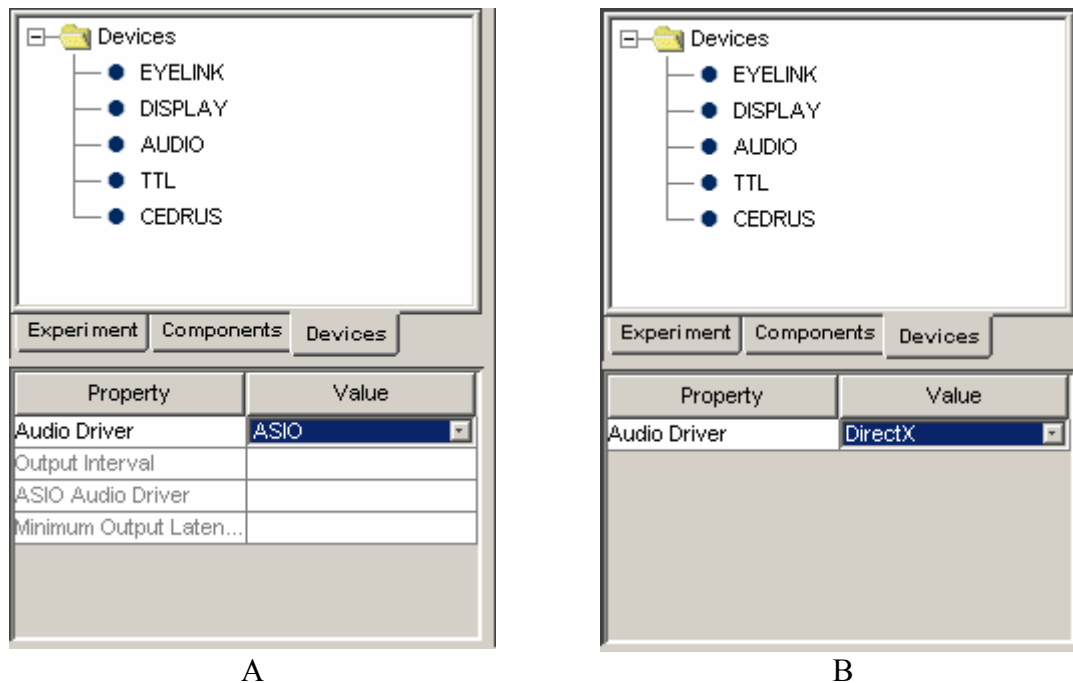 Devices
EYELINK
DISPLAY
AUDIO
TTL
CEDRUS
Experiment Components Devices
Property Value
Audio Driver ASIO
Output Interval
ASIO Audio Driver
Minimum Output Laten...
A
Devices
EYELINK
DISPLAY
AUDIO
TTL
CEDRUS
Experiment Components Devices
Property Value
Audio Driver DirectX
B